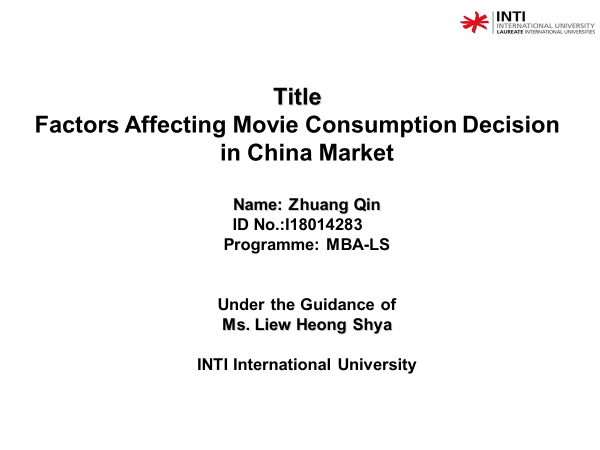 INTI
INTERNATIONAL UNIVERSITY
LAUREATE INTERNATIONAL UNIVERSITIES
Title
Factors Affecting Movie Consumption Decision
in China Market
Name: Zhuang Qin
ID No.:I18014283
Programme: MBA-LS
Under the Guidance of
Ms. Liew Heong Shya
INTI International University